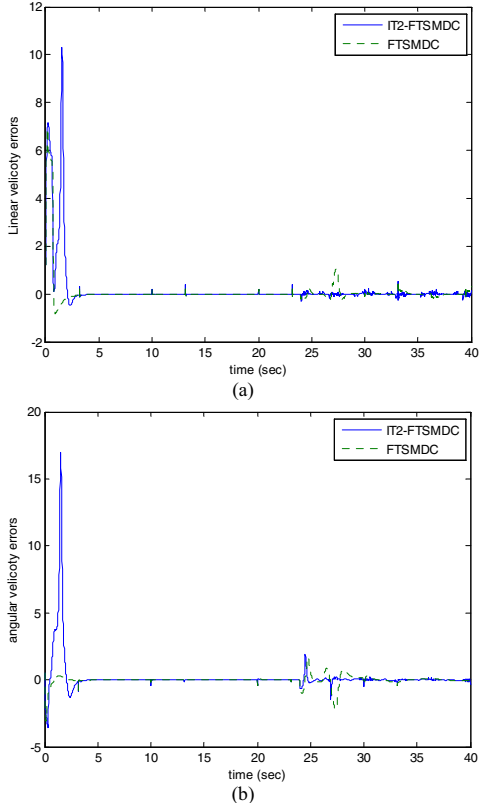 12
10
8
6
4
2
0
-2
Linear velicoty errors
IT2-FTSMDC
FTSMDC
0 5 10 15 20 25 30 35 40
time (sec)
(a)
20
15
10
5
0
-5
angular velicoty errors
IT2-FTSMDC
FTSMDC
0 5 10 15 20 25 30 35 40
time (sec)
(b)